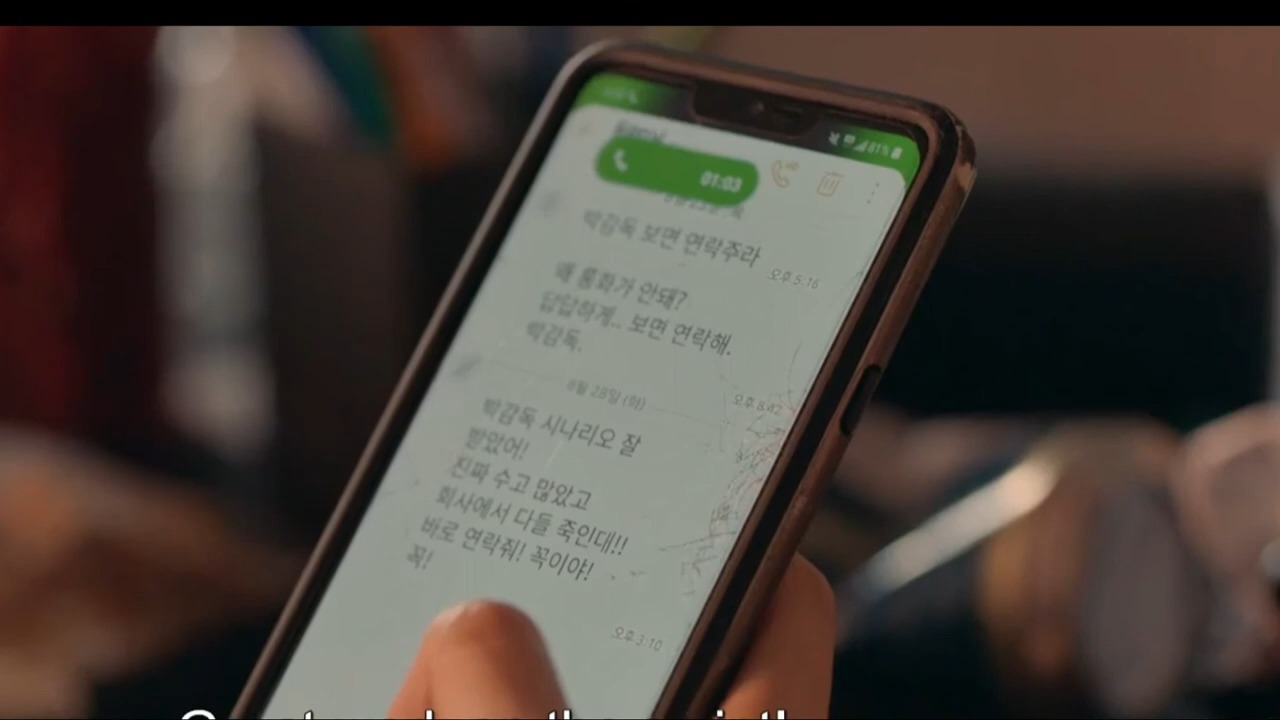 81%
01:03
박감독 보면 연락주라
오후 5:16
왜 통화가 안돼?
답답하게.. 보면 연락해.
박감독.
오후 8:42
8월 28일 (화)
박감독 시나리오 잘
받았어!
진짜 수고 많았고
회사에서 다들 죽인대!!
바로 연락줘! 꼭이야!
꼭!
오후 3:10